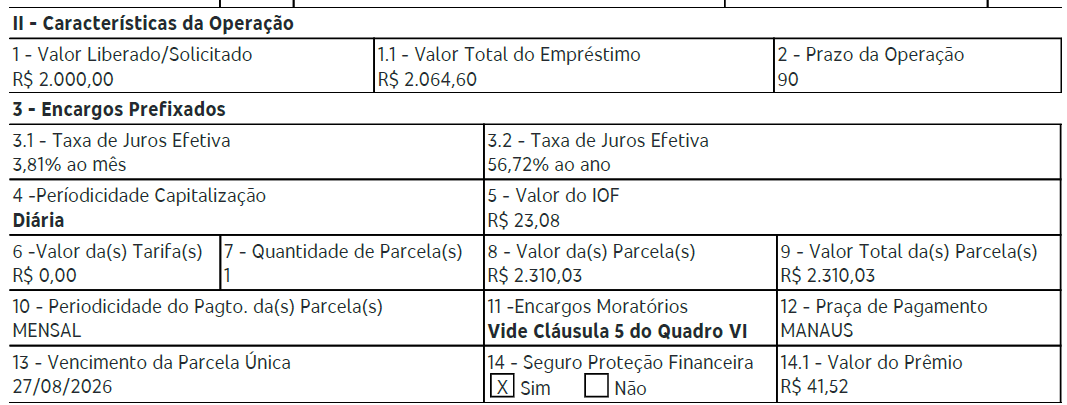 II - Características da Operação
1 - Valor Liberado/Solicitado
R$ 2.000,00
1.1 - Valor Total do Empréstimo
R$ 2.064,60
2 - Prazo da Operação
90
3 - Encargos Prefixados
3.1 - Taxa de Juros Efetiva
3,81% ao mês
3.2 - Taxa de Juros Efetiva
56,72% ao ano
4 -Períodicidade Capitalização
Diária
5 - Valor do IOF
R$ 23,08
6 -Valor da(s) Tarifa(s)
R$ 0,00
7 - Quantidade de Parcela(s)
1
8 - Valor da(s) Parcela(s)
R$ 2.310,03
9 - Valor Total da(s) Parcela(s)
R$ 2.310,03
10 - Periodicidade do Pagto. da(s) Parcela(s)
MENSAL
11 -Encargos Moratórios
Vide Cláusula 5 do Quadro VI
12 - Praça de Pagamento
MANAUS
13 - Vencimento da Parcela Única
27/08/2026
14 - Seguro Proteção Financeira
X Sim Não
14.1 - Valor do Prêmio
R$ 41,52